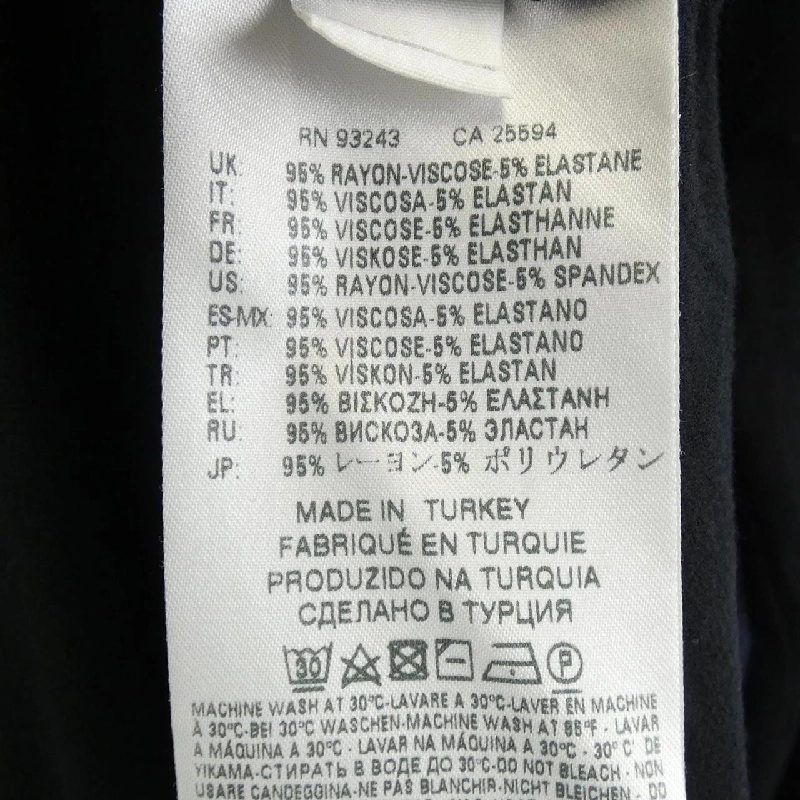 RN 93243 CA 25594
UK: 95% RAYON-VISCOSE-5% ELASTANE
IT: 95% VISCOSA-5% ELASTAN
FR: 95% VISCOSE-5% ELASTHANNE
DE: 95% VISKOSE-5% ELASTHAN
US: 95% RAYON-VISCOSE-5% SPANDEX
ES-MX: 95% VISCOSA-5% ELASTANO
PT: 95% VISCOSE-5% ELASTANO
TR: 95% VISKON-5% ELASTAN
EL: 95% ΒΙΣΚΟΖΗ-5% ΕΛΑΣΤΑΝΗ
RU: 95% ВИСКОЗА-5% ЭЛАСТАН
JP: 95% レーヨン-5% ポリウレタン
MADE IN TURKEY
FABRIQUÉ EN TURQUIE
PRODUZIDO NA TURQUIA
СДЕЛАНО В ТУРЦИЯ
30 P
MACHINE WASH AT 30°C-LAVARE A 30°C-LAVER EN MACHINE
À 30°C-BEI 30°C WASCHEN-MACHINE WASH AT 86°F - LAVAR
A MÁQUINA A 30°C - LAVAR NA MÁQUINA A 30°C - 30°C' DE
YIKAMA-СТИРАТЬ В ВОДЕ ДО 30°C-DO NOT BLEACH - NON
USARE CANDEGGINA-NE PAS BLANCHIR-NICHT BLEICHEN - DO